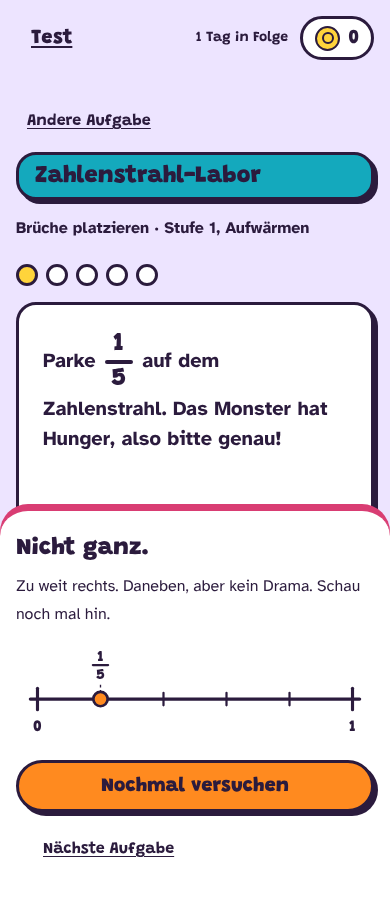 Test
1 Tag in Folge
0
Andere Aufgabe
Zahlenstrahl-Labor
Brüche platzieren · Stufe 1, Aufwärmen
Parke 1/5 auf dem
Zahlenstrahl. Das Monster hat
Hunger, also bitte genau!
Nicht ganz.
Zu weit rechts. Daneben, aber kein Drama. Schau
noch mal hin.
1/5
0 1
Nochmal versuchen
Nächste Aufgabe